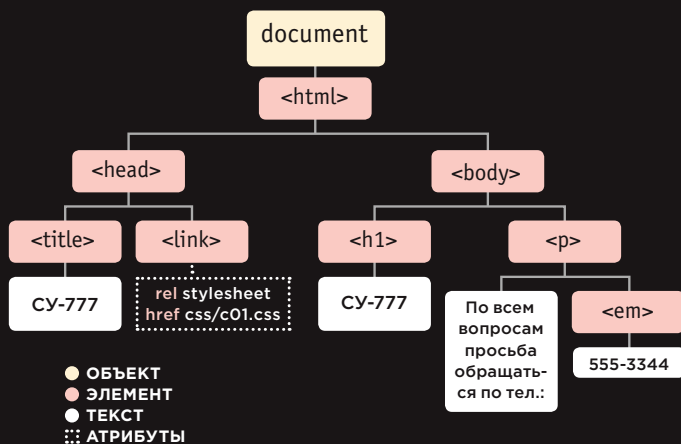 document
<html>
<head>
<body>
<title>
<link>
<h1>
<p>
СУ-777
rel stylesheet
href css/c01.css
СУ-777
По всем
вопросам
просьба
обращать-
ся по тел.:
<em>
555-3344
ОБЪЕКТ
ЭЛЕМЕНТ
ТЕКСТ
АТРИБУТЫ